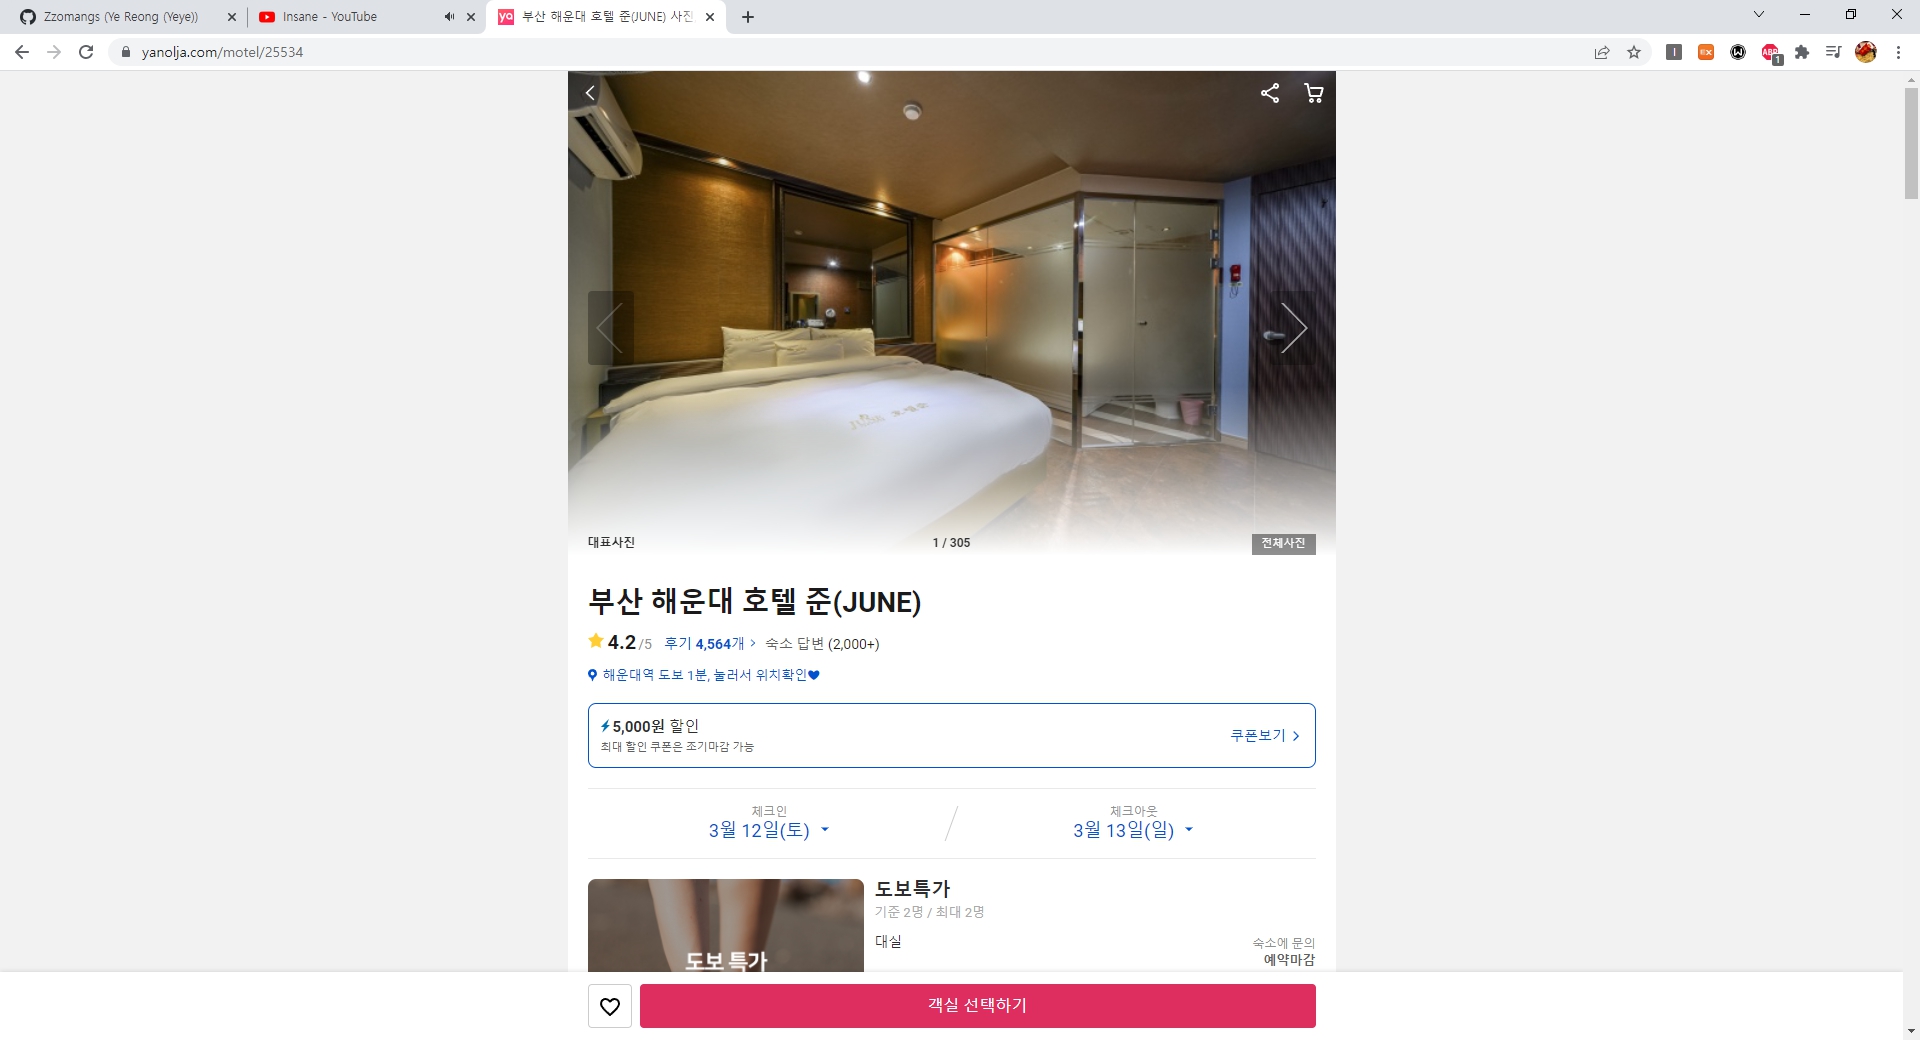 Zzomangs (Ye Reong (Yeye))
Insane - YouTube
부산 해운대 호텔 준(JUNE) 사진
yanolja.com/motel/25534
대표사진
1 / 305
전체사진
부산 해운대 호텔 준(JUNE)
4.2 /5 후기 4,564개 > 숙소 답변 (2,000+)
해운대역 도보 1분, 눌러서 위치확인♥
5,000원 할인
최대 할인 쿠폰은 조기마감 가능
쿠폰보기 >
체크인
3월 12일(토)
체크아웃
3월 13일(일)
도보 특가
도보특가
기준 2명 / 최대 2명
대실
숙소에 문의
예약마감
객실 선택하기